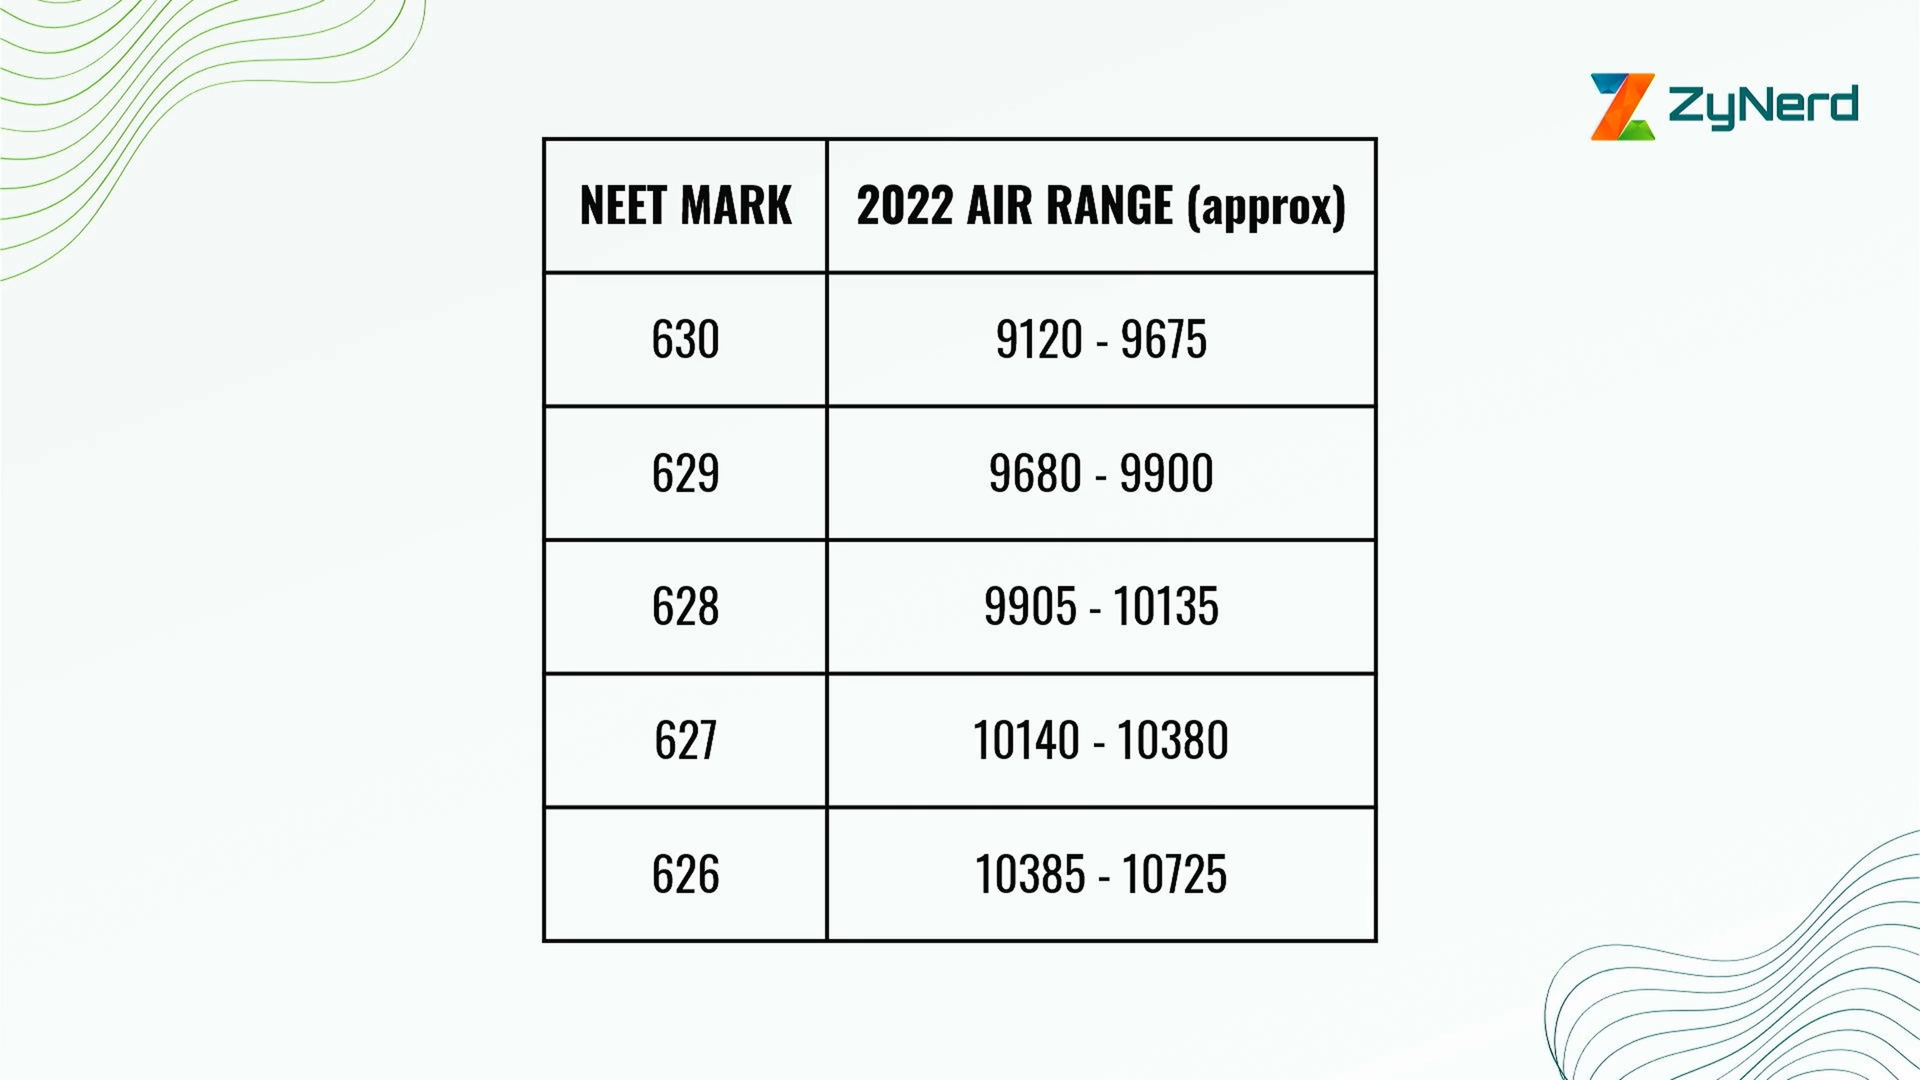 ZyNerd
NEET MARK 2022 AIR RANGE (approx)
630 9120 - 9675
629 9680 - 9900
628 9905 - 10135
627 10140 - 10380
626 10385 - 10725